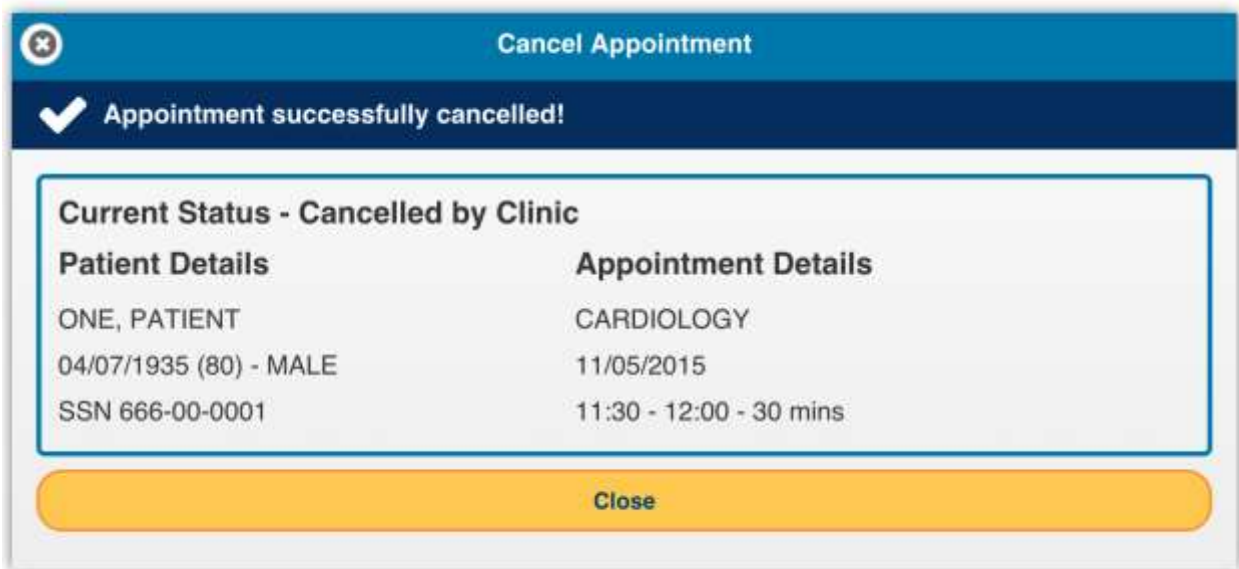 Cancel Appointment
Appointment successfully cancelled!
Current Status - Cancelled by Clinic
Patient Details
ONE, PATIENT
04/07/1935 (80) - MALE
SSN 666-00-0001
Appointment Details
CARDIOLOGY
11/05/2015
11:30 - 12:00 - 30 mins
Close